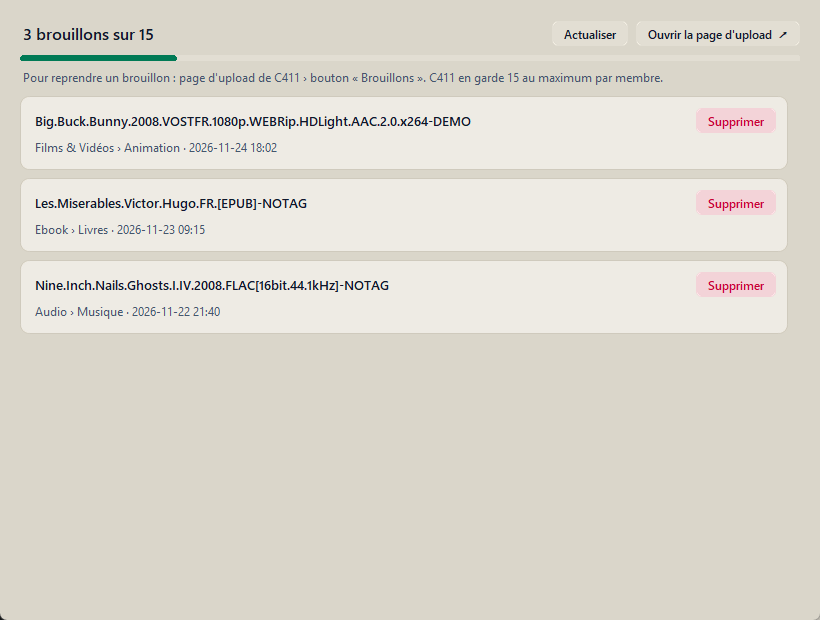 3 brouillons sur 15
Actualiser
Ouvrir la page d'upload ↗
Pour reprendre un brouillon : page d'upload de C411 › bouton « Brouillons ». C411 en garde 15 au maximum par membre.
Big.Buck.Bunny.2008.VOSTFR.1080p.WEBRip.HDLight.AAC.2.0.x264-DEMO
Supprimer
Films & Vidéos › Animation · 2026-11-24 18:02
Les.Miserables.Victor.Hugo.FR.[EPUB]-NOTAG
Supprimer
Ebook › Livres · 2026-11-23 09:15
Nine.Inch.Nails.Ghosts.I.IV.2008.FLAC[16bit.44.1kHz]-NOTAG
Supprimer
Audio › Musique · 2026-11-22 21:40